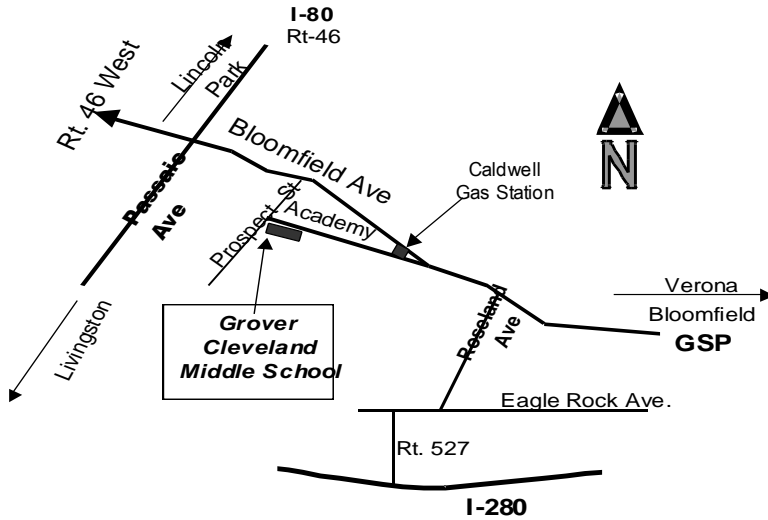 I-80
Rt-46
Rt. 46 West
Lincoln
Park
Bloomfield Ave
N
Caldwell
Gas Station
Passaic
Ave
Prospect St
Academy
Verona
Bloomfield
GSP
Roseland
Ave
Livingston
Grover
Cleveland
Middle School
Eagle Rock Ave.
Rt. 527
I-280